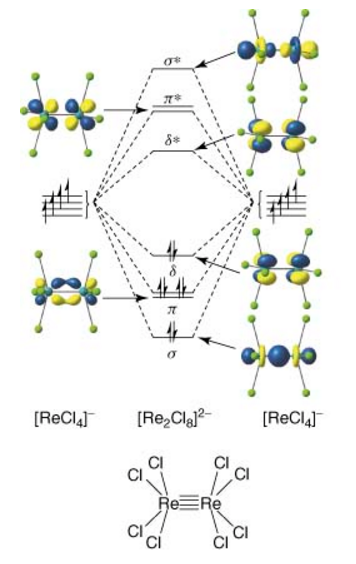 σ*
π*
δ*
δ
π
σ
[ReCl₄]⁻ [Re₂Cl₈]²⁻ [ReCl₄]⁻
Cl Cl
Cl Cl
Re≣Re
Cl Cl
Cl Cl